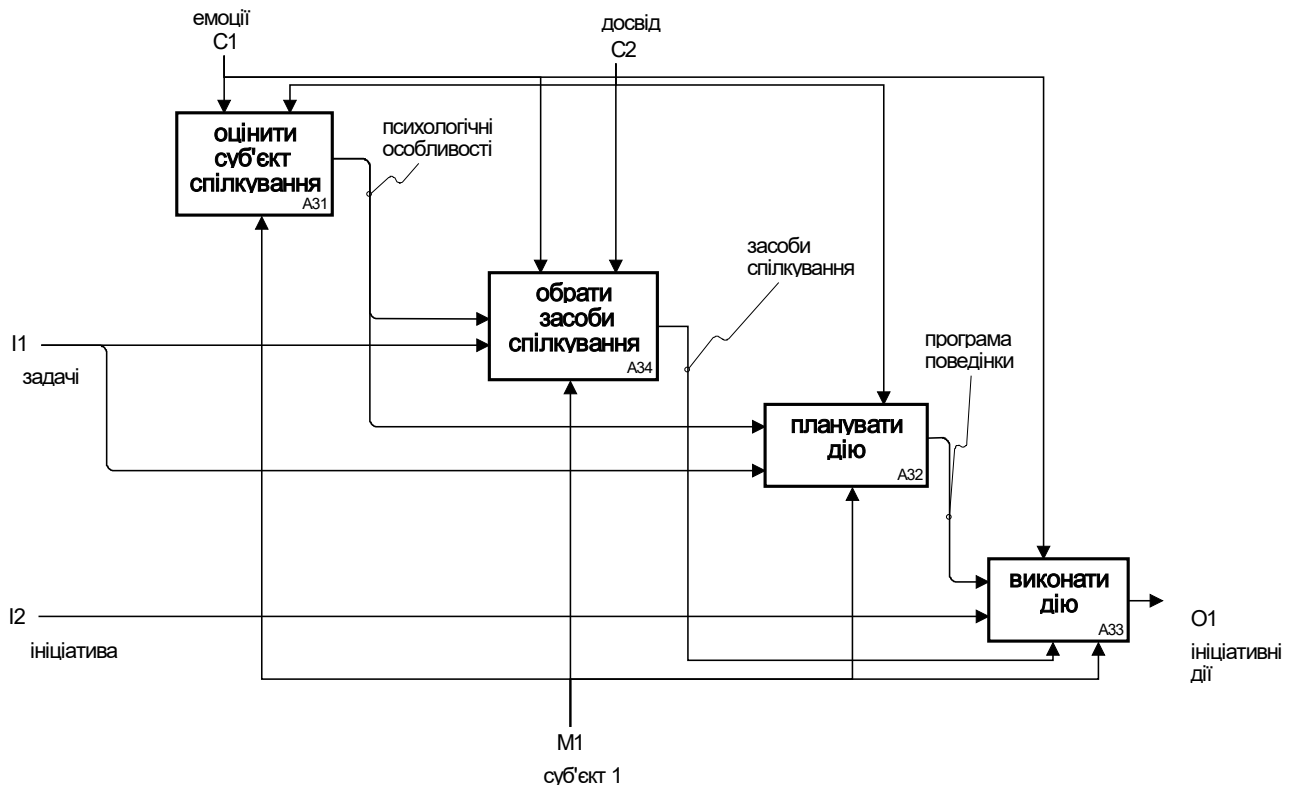 емоції
C1
досвід
C2
оцінити
суб'єкт
спілкування
A31
психологічні
особливості
засоби
спілкування
обрати
засоби
спілкування
A34
I1
задачі
програма
поведінки
планувати
дію
A32
виконати
дію
A33
I2
ініціатива
O1
ініціативні
дії
M1
суб'єкт 1